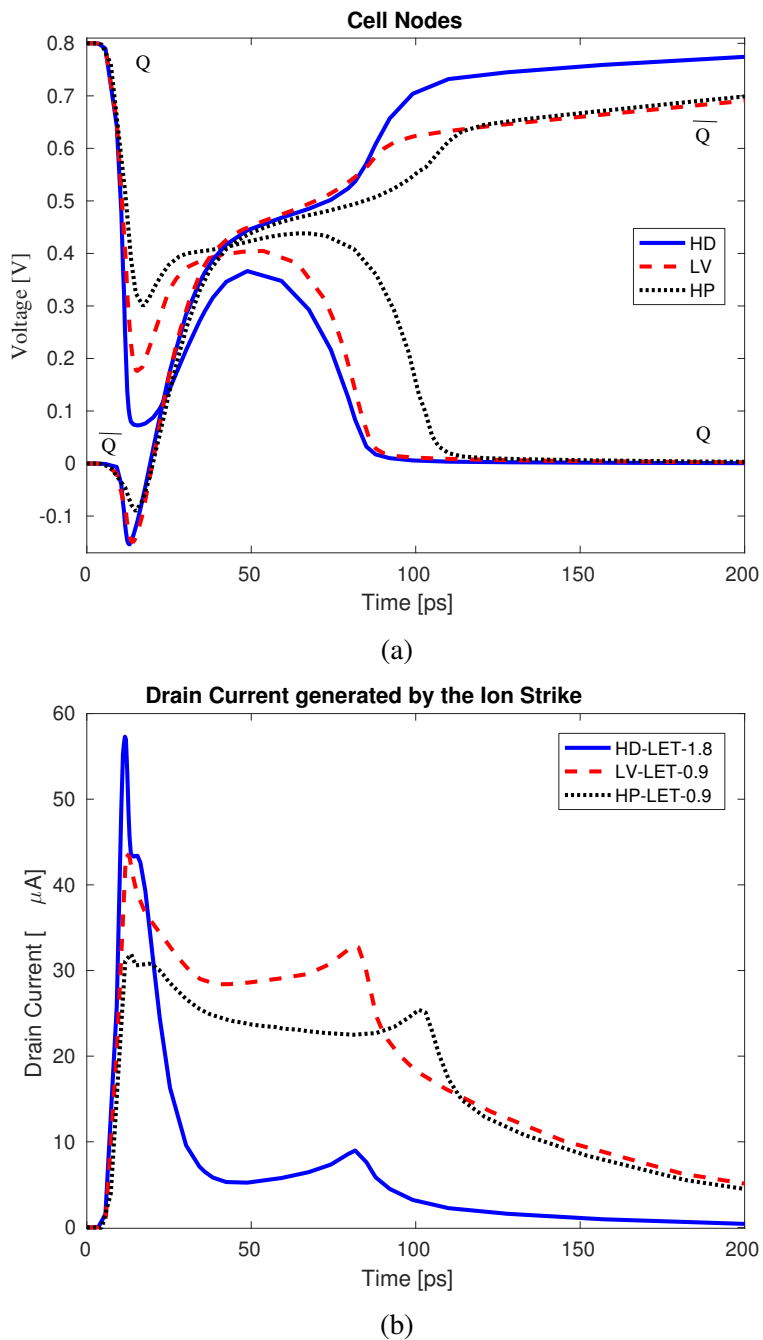 Cell Nodes
0.8
0.7
0.6
0.5
0.4
0.3
0.2
0.1
0
-0.1
Voltage [V]
Q
Q
Q
Q
HD
LV
HP
0 50 100 150 200
Time [ps]
(a)
Drain Current generated by the Ion Strike
60
50
40
30
20
10
0
Drain Current [ μA]
HD-LET-1.8
LV-LET-0.9
HP-LET-0.9
0 50 100 150 200
Time [ps]
(b)